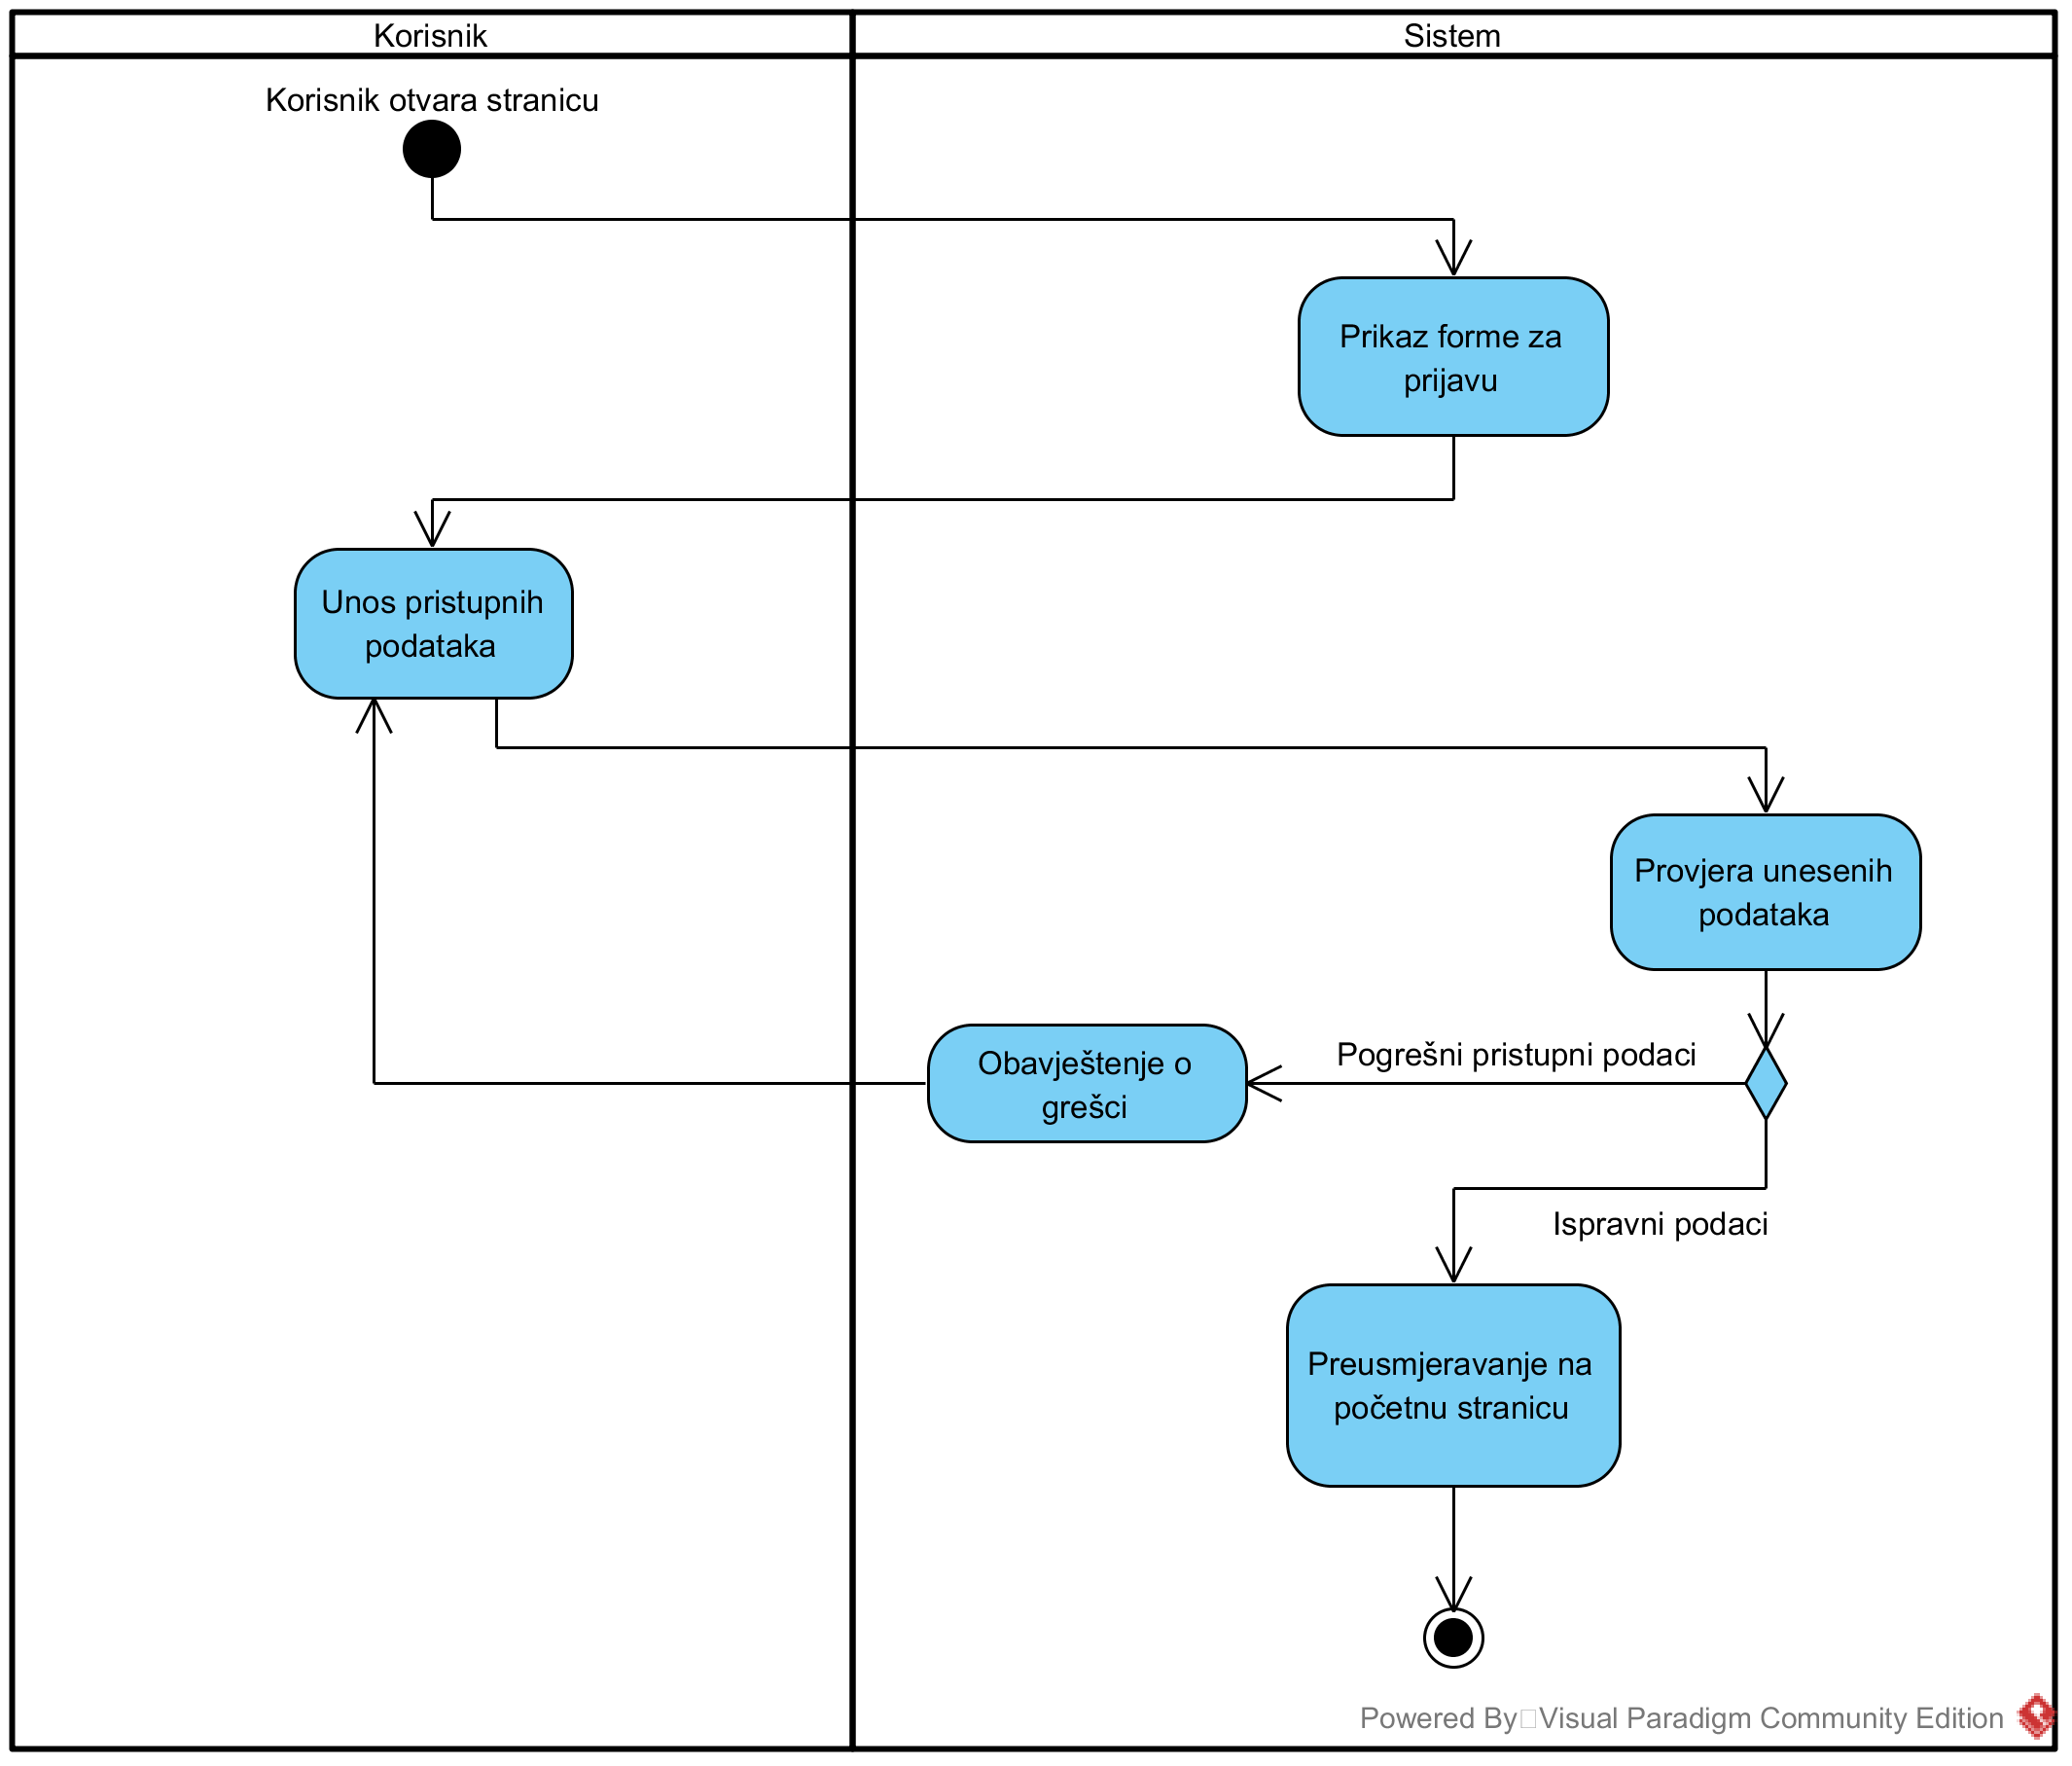 Korisnik
Sistem
Korisnik otvara stranicu
Prikaz forme za
prijavu
Unos pristupnih
podataka
Provjera unesenih
podataka
Pogrešni pristupni podaci
Obavještenje o
grešci
Ispravni podaci
Preusmjeravanje na
početnu stranicu
Powered By□Visual Paradigm Community Edition